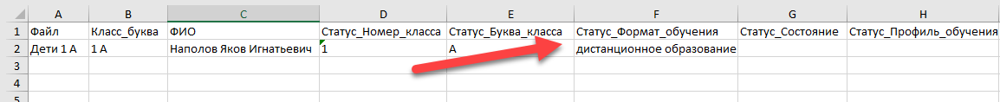 A B C D E F G H
1 Файл Класс_буква ФИО Статус_Номер_класса Статус_Буква_класса Статус_Формат_обучения Статус_Состояние Статус_Профиль_обучения
2 Дети 1 А 1 А Наполов Яков Игнатьевич 1 А дистанционное образование
3
4
5